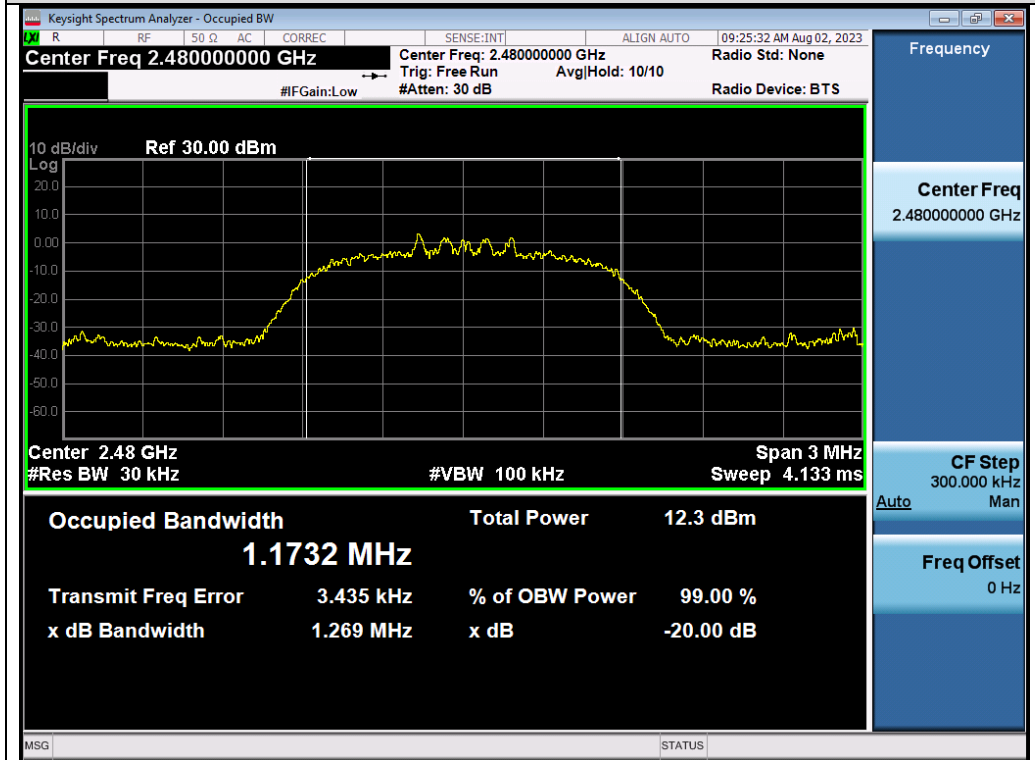 Keysight Spectrum Analyzer - Occupied BW
LXI R RF 50 Ω AC CORREC SENSE:INT ALIGN AUTO 09:25:32 AM Aug 02, 2023
Center Freq 2.480000000 GHz
Center Freq: 2.480000000 GHz Radio Std: None
Trig: Free Run Avg|Hold: 10/10
#IFGain:Low #Atten: 30 dB Radio Device: BTS
Frequency
10 dB/div Ref 30.00 dBm
Log
20.0
10.0
0.00
-10.0
-20.0
-30.0
-40.0
-50.0
-60.0
Center 2.48 GHz Span 3 MHz
#Res BW 30 kHz #VBW 100 kHz Sweep 4.133 ms
Center Freq
2.480000000 GHz
CF Step
300.000 kHz
Auto Man
Freq Offset
0 Hz
Occupied Bandwidth Total Power 12.3 dBm
1.1732 MHz
Transmit Freq Error 3.435 kHz % of OBW Power 99.00 %
x dB Bandwidth 1.269 MHz x dB -20.00 dB
MSG STATUS